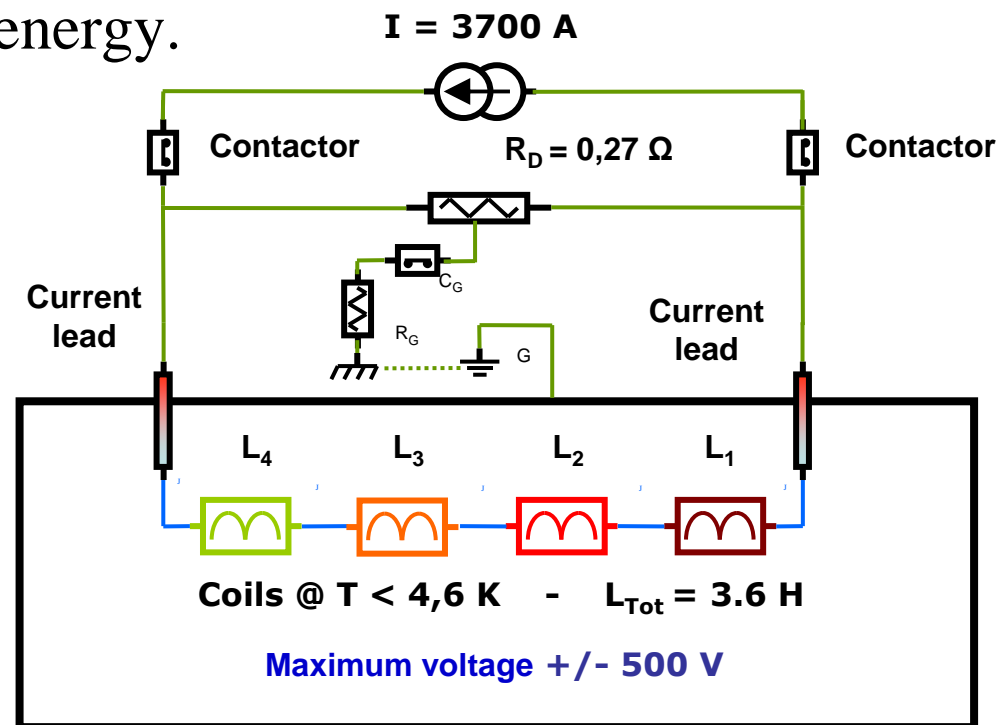 energy.
I = 3700 A
Contactor
R_D = 0,27 Ω
Contactor
C_G
R_G
G
Current
lead
Current
lead
L_4
L_3
L_2
L_1
J J J J J
Coils @ T < 4,6 K - L_Tot = 3.6 H
Maximum voltage +/- 500 V